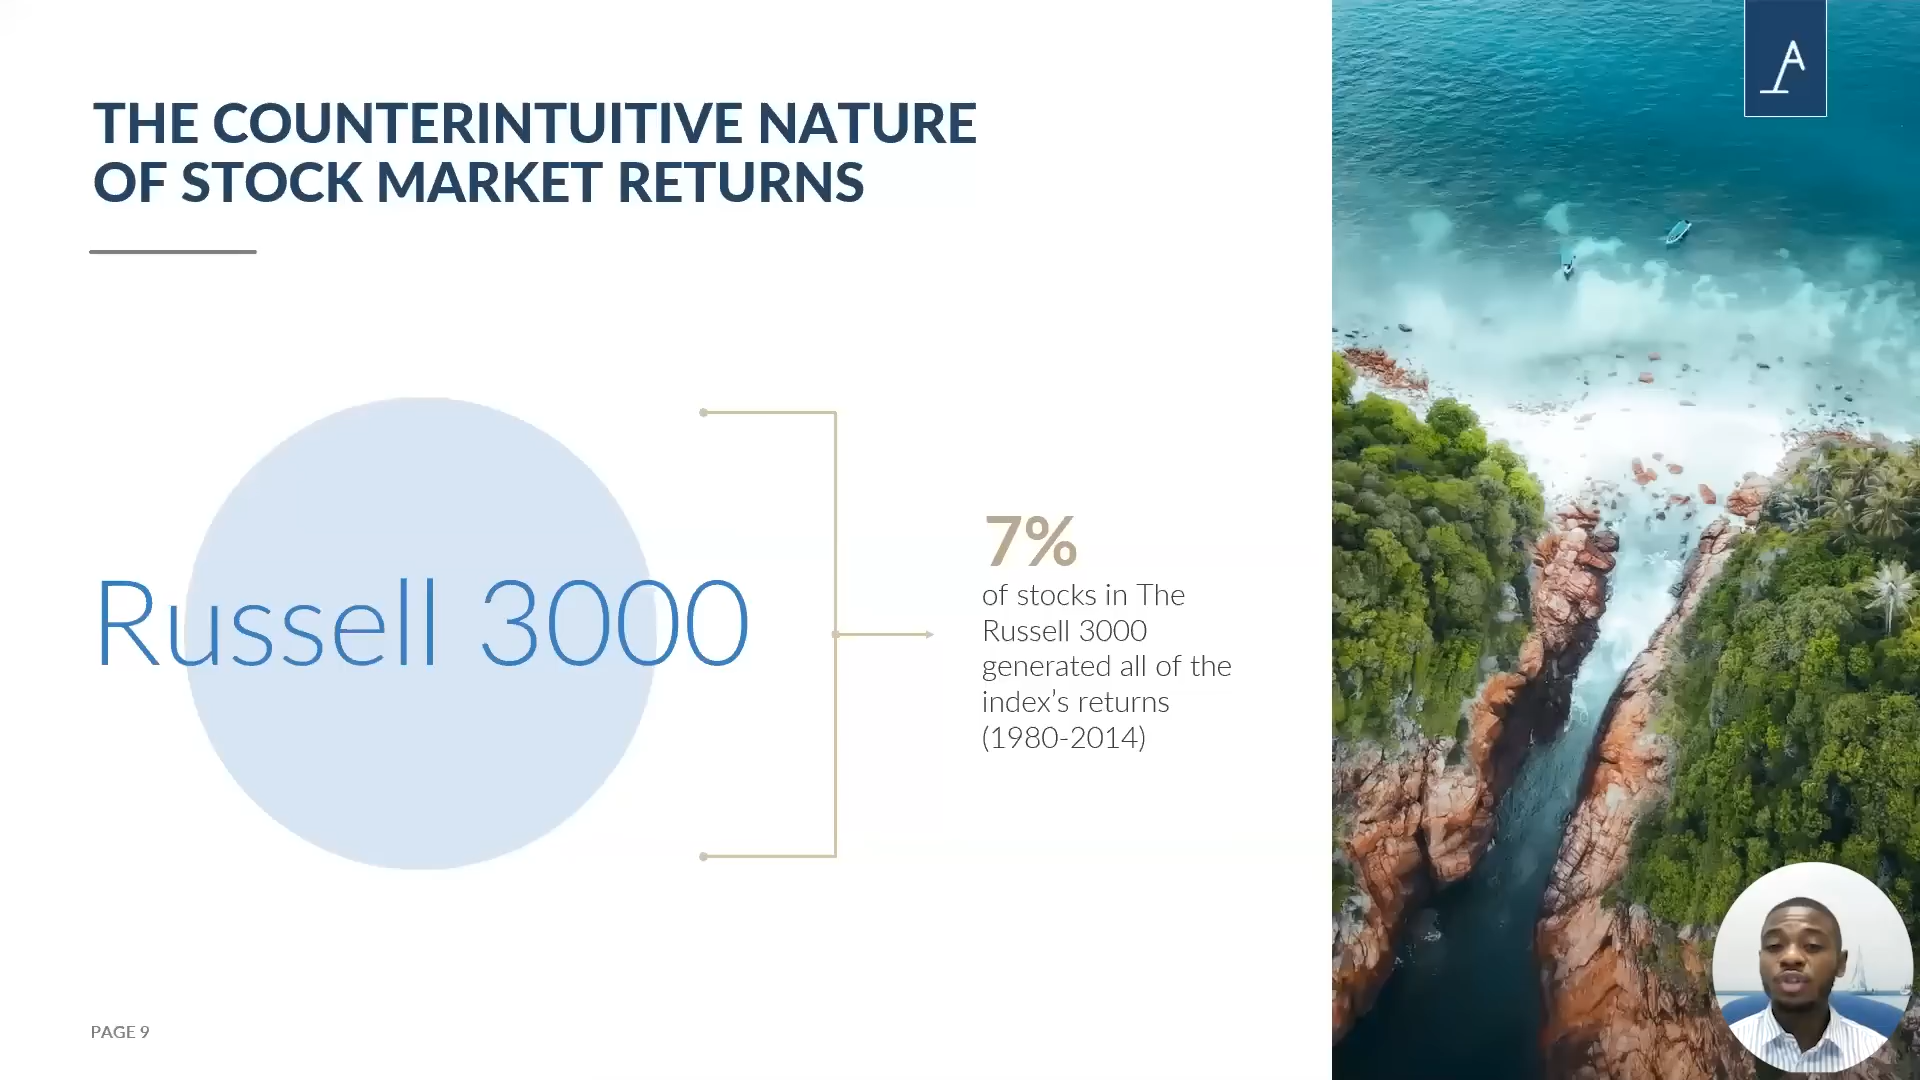 THE COUNTERINTUITIVE NATURE
OF STOCK MARKET RETURNS
Russell 3000
7%
of stocks in The
Russell 3000
generated all of the
index’s returns
(1980-2014)
PAGE 9
A